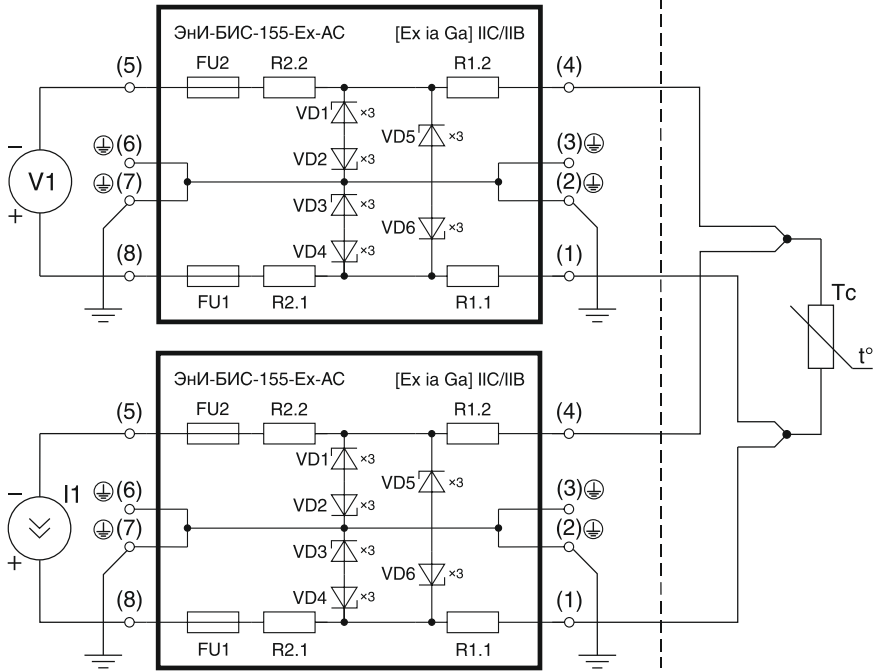 ЭнИ-БИС-155-Ex-AC [Ex ia Ga] IIC/IIB
(5) FU2 R2.2 R1.2 (4)
VD1 ×3
VD5 ×3
(6) VD2 ×3 (3)
− V1 +
(7) VD3 ×3 (2)
VD4 ×3 VD6 ×3
(8) FU1 R2.1 R1.1 (1)
Tc
t°
ЭнИ-БИС-155-Ex-AC [Ex ia Ga] IIC/IIB
(5) FU2 R2.2 R1.2 (4)
VD1 ×3
VD5 ×3
− I1 +
(6) VD2 ×3 (3)
(7) VD3 ×3 (2)
VD4 ×3 VD6 ×3
(8) FU1 R2.1 R1.1 (1)